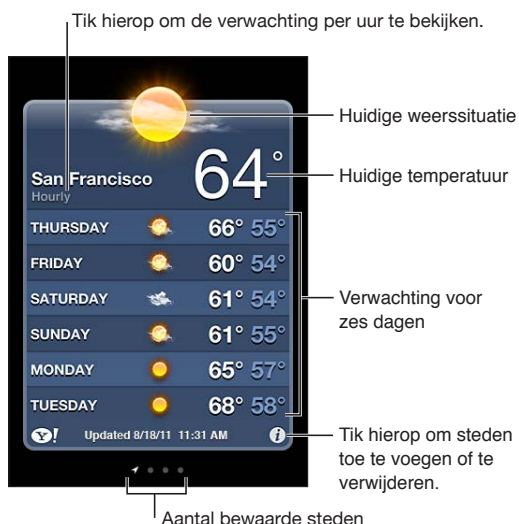 Tik hierop om de verwachting per uur te bekijken.
Huidige weerssituatie
San Francisco
Hourly
64°
Huidige temperatuur
THURSDAY 66° 55°
FRIDAY 60° 54°
SATURDAY 61° 54°
SUNDAY 61° 55°
MONDAY 65° 57°
TUESDAY 68° 58°
Verwachting voor
zes dagen
Y! Updated 8/18/11 11:31 AM i
Tik hierop om steden
toe te voegen of te
verwijderen.
Aantal bewaarde steden